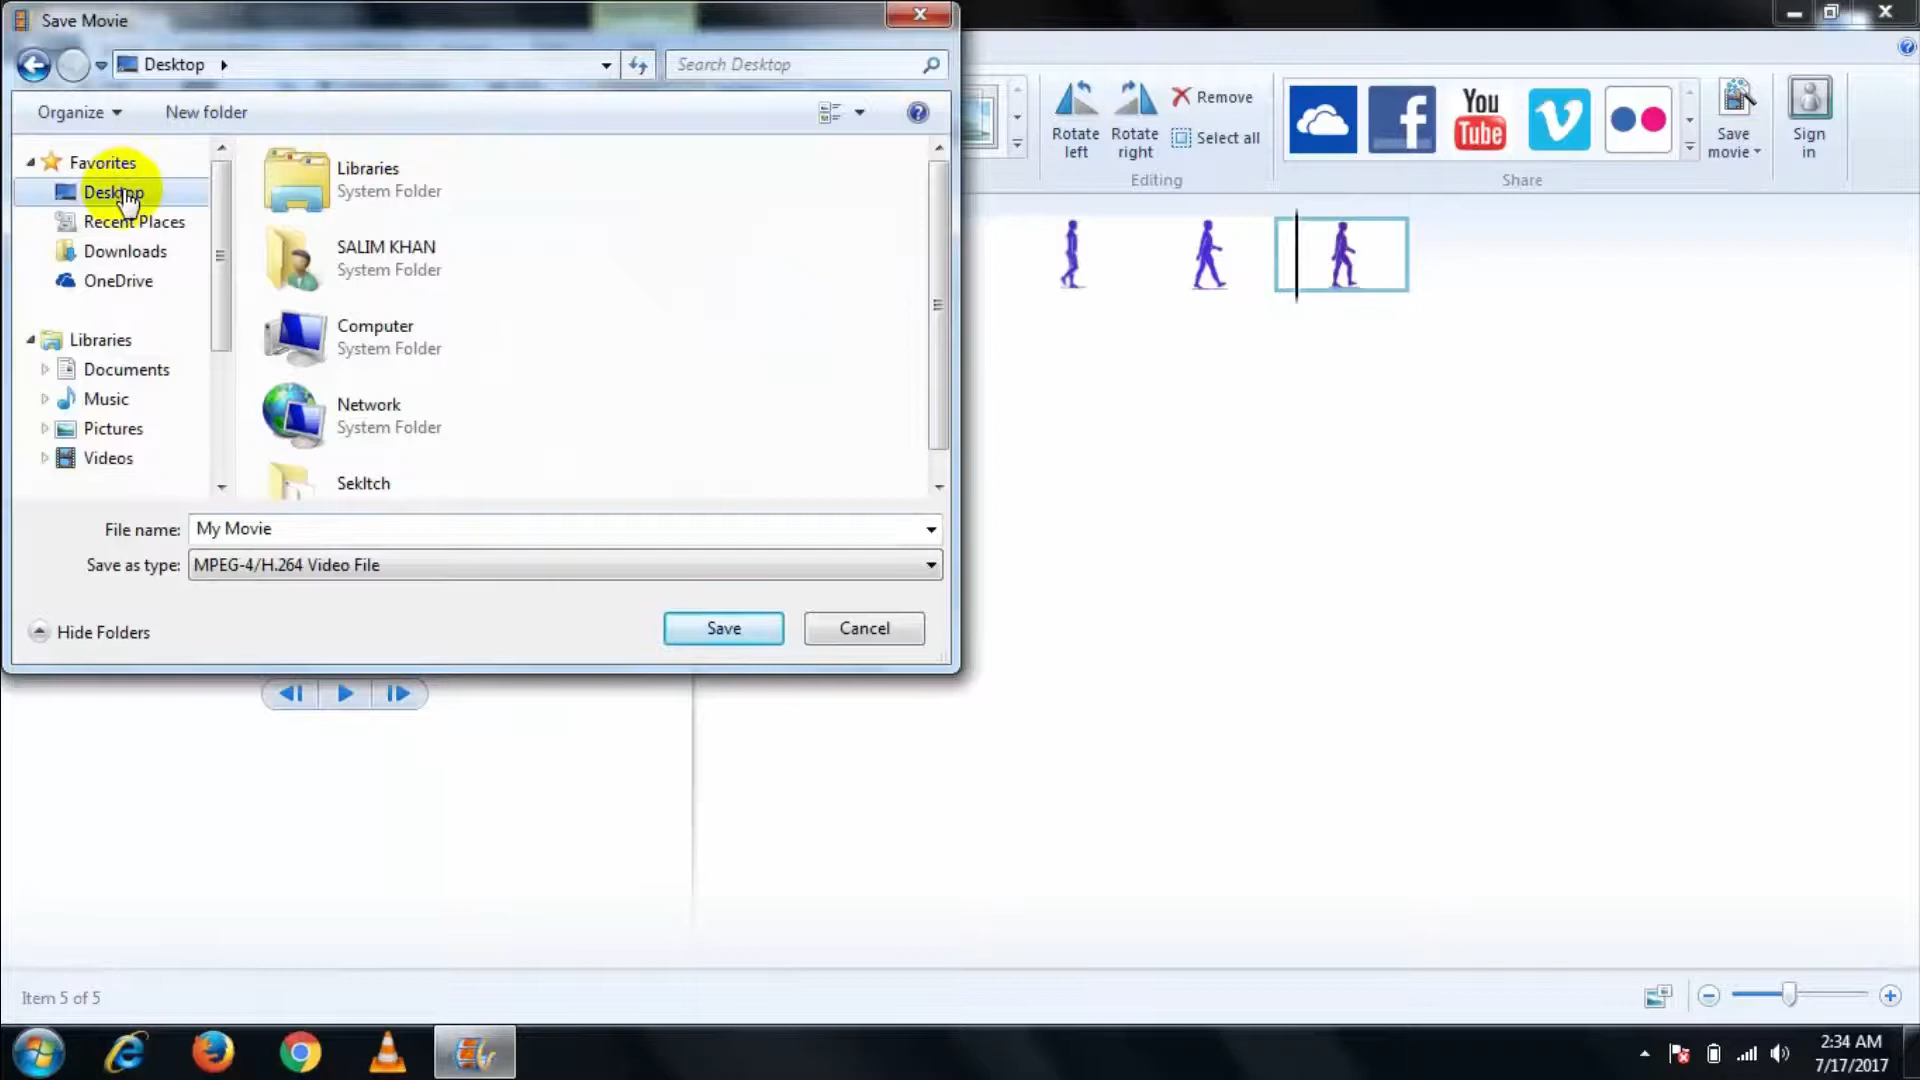 Save Movie
Desktop
Search Desktop
Organize
New folder
Favorites
Desktop
Recent Places
Downloads
OneDrive
Libraries
Documents
Music
Pictures
Videos
Libraries
System Folder
SALIM KHAN
System Folder
Computer
System Folder
Network
System Folder
Sekltch
File name: My Movie
Save as type: MPEG-4/H.264 Video File
Hide Folders
Save
Cancel
Rotate left
Rotate right
Remove
Select all
Editing
You Tube
Share
Save movie
Sign in
Item 5 of 5
2:34 AM
7/17/2017